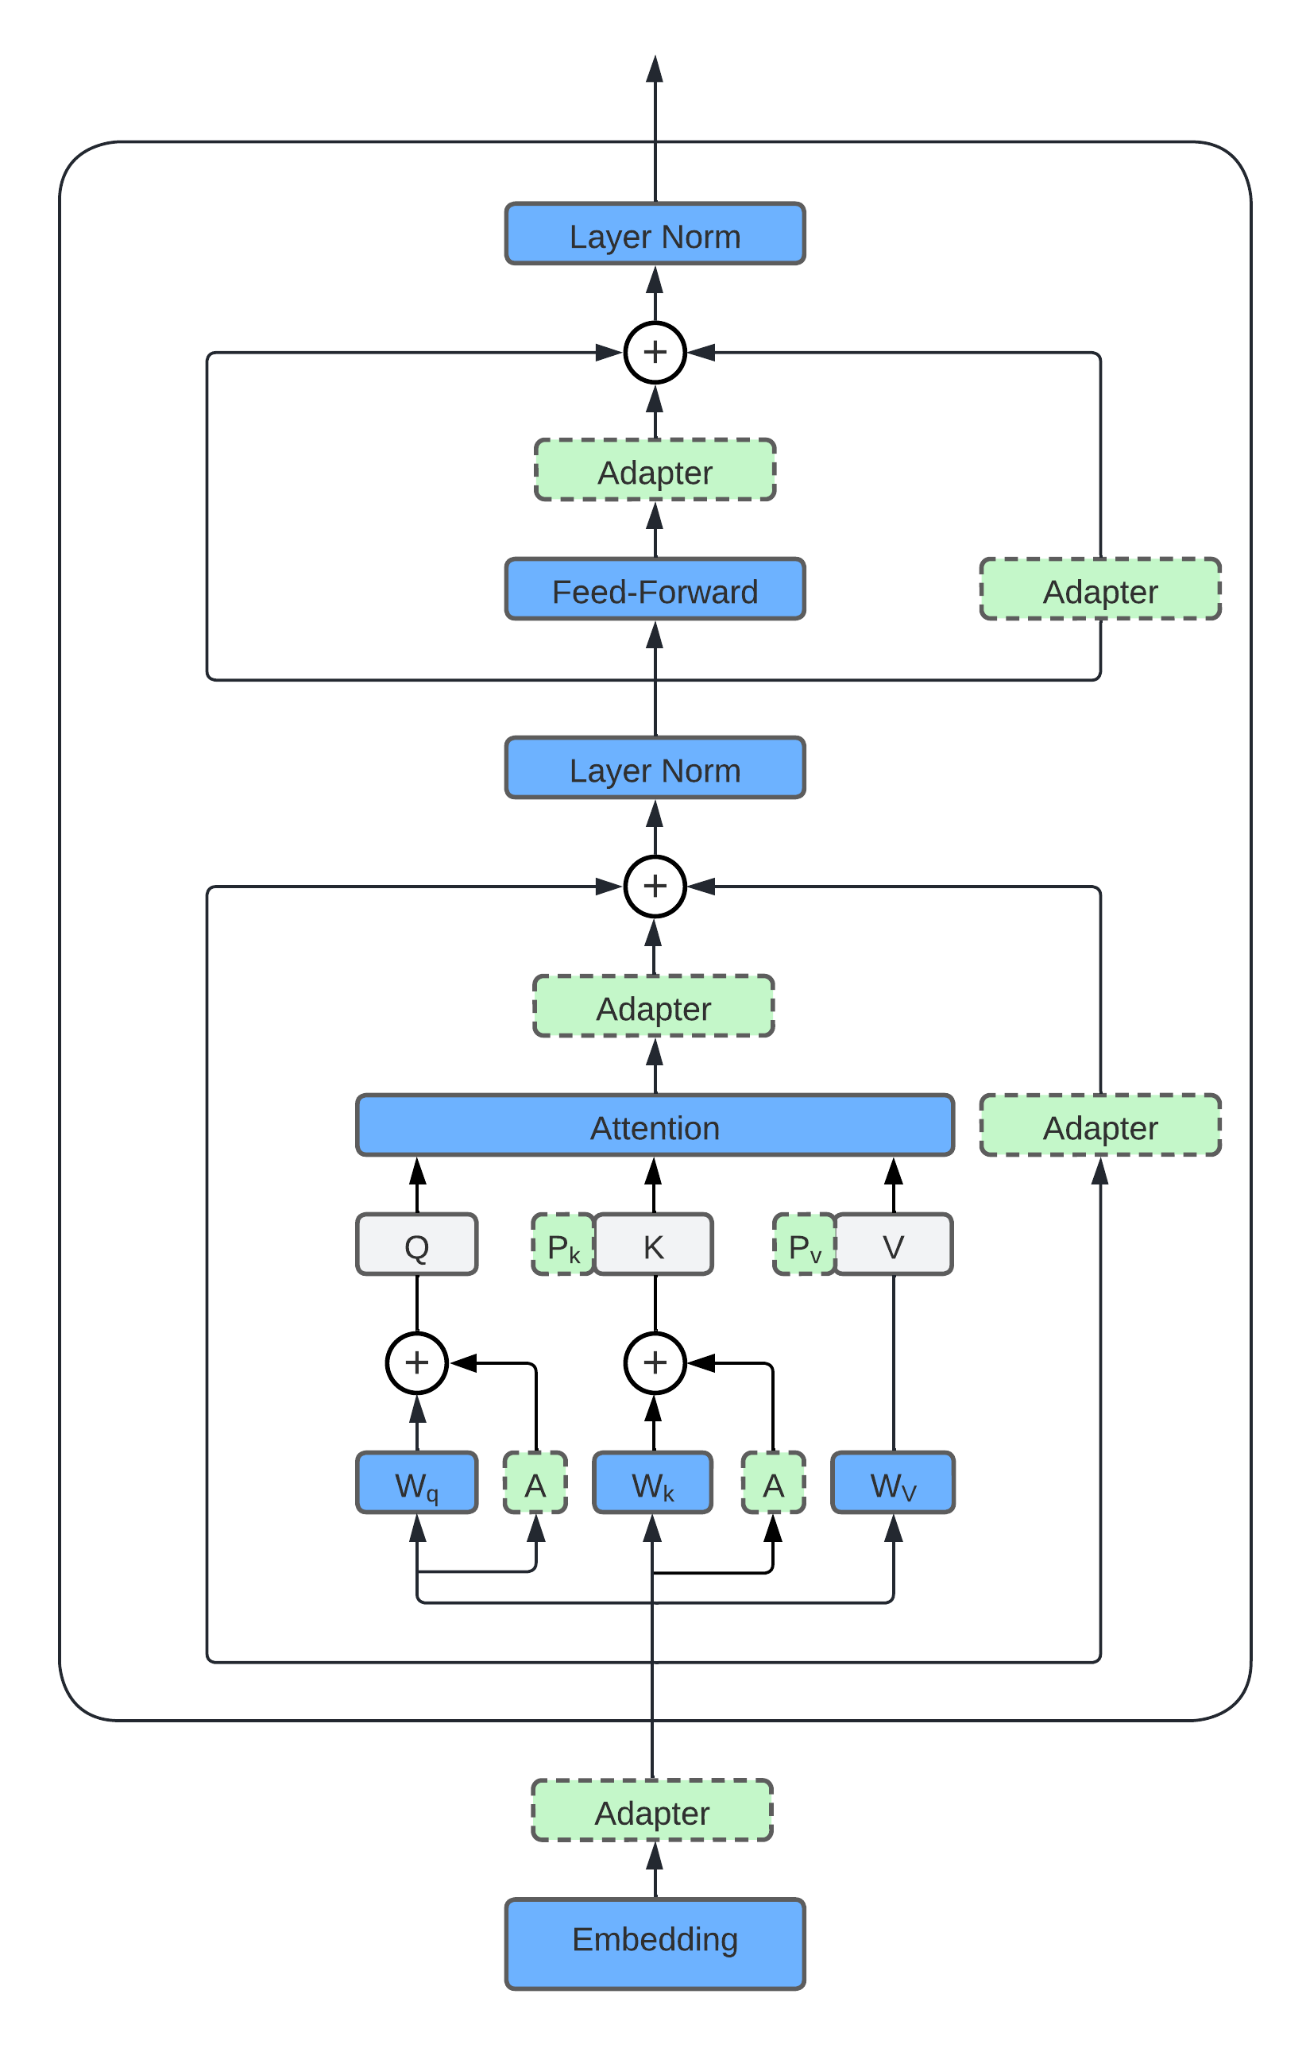 Layer Norm
+
Adapter
Feed-Forward
Adapter
Layer Norm
+
Adapter
Attention
Adapter
Q
Pk
K
Pv
V
+
+
Wq
A
Wk
A
WV
Adapter
Embedding